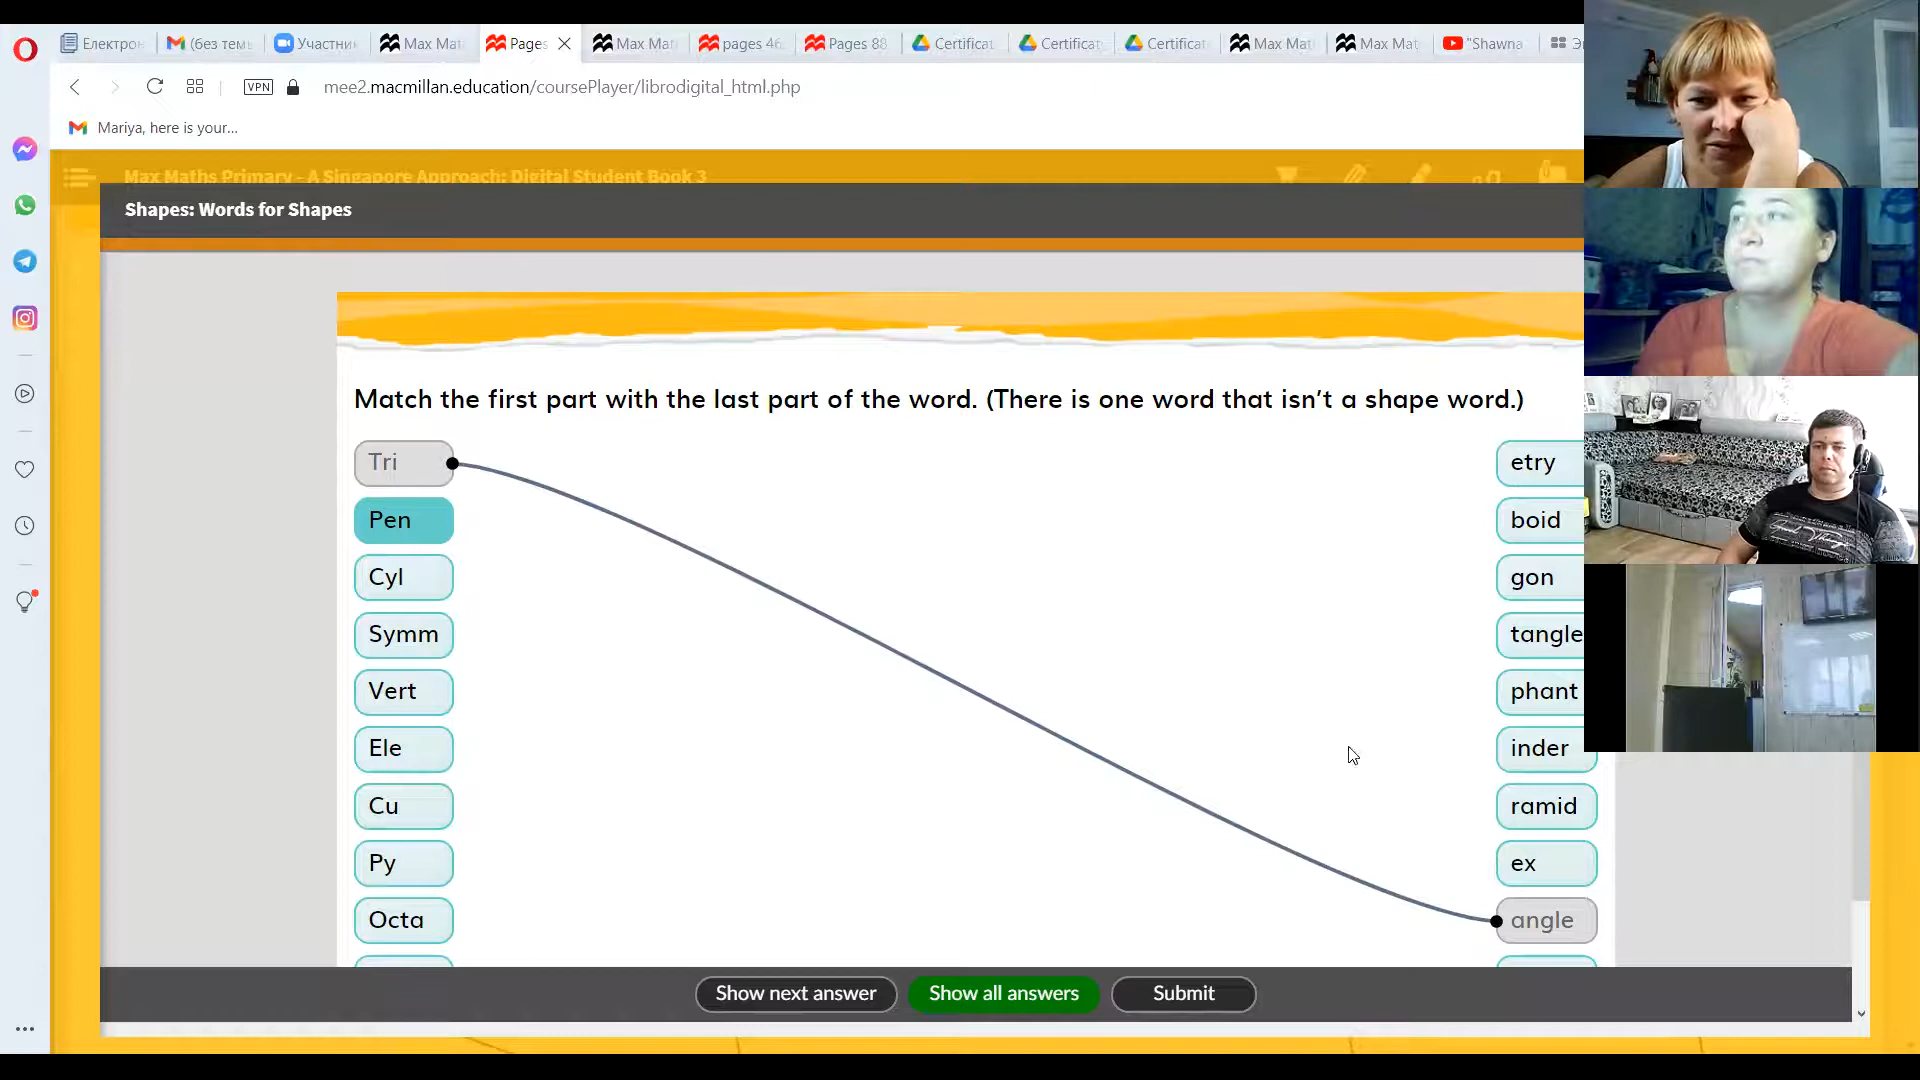 Електрон
(без тем
Участни
Max Mat
Pages
Max Mat
pages 46
Pages 88
Certificat
Certificat
Certificat
Max Mat
Max Mat
"Shawna
VPN
mee2.macmillan.education/coursePlayer/librodigital_html.php
Mariya, here is your...
Max Maths Primary - A Singapore Approach: Digital Student Book 3
Shapes: Words for Shapes
Match the first part with the last part of the word. (There is one word that isn't a shape word.)
Tri
etry
Pen
boid
Cyl
gon
Symm
tangle
Vert
phant
Ele
inder
Cu
ramid
Py
ex
Octa
angle
Show next answer
Show all answers
Submit